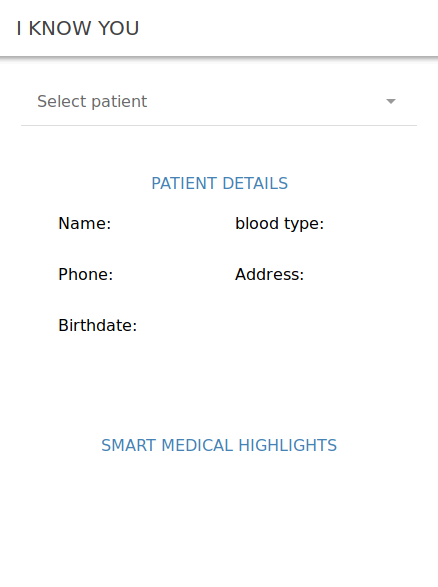 I KNOW YOU
Select patient
PATIENT DETAILS
Name: blood type:
Phone: Address:
Birthdate:
SMART MEDICAL HIGHLIGHTS